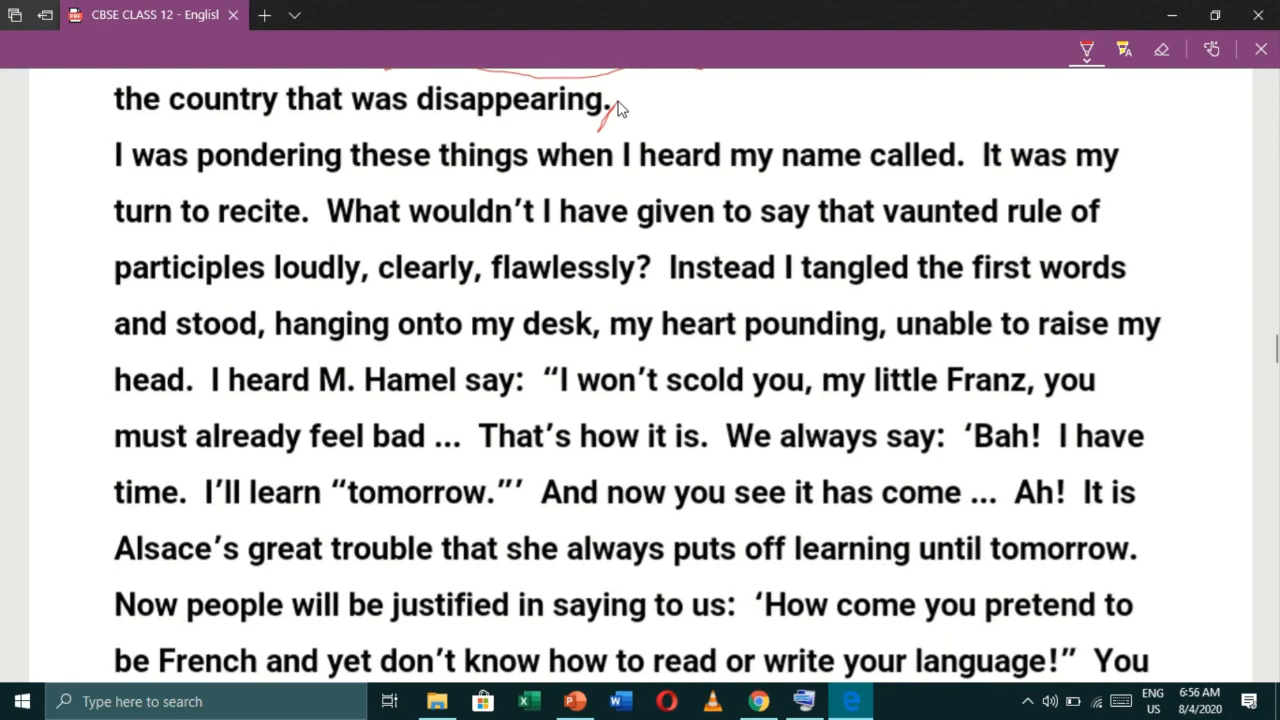 CBSE CLASS 12 - Englisl
the country that was disappearing.
I was pondering these things when I heard my name called.  It was my
turn to recite.  What wouldn’t I have given to say that vaunted rule of
participles loudly, clearly, flawlessly?  Instead I tangled the first words
and stood, hanging onto my desk, my heart pounding, unable to raise my
head.  I heard M. Hamel say:  “I won’t scold you, my little Franz, you
must already feel bad ...  That’s how it is.  We always say:  ‘Bah!  I have
time.  I’ll learn “tomorrow.”’  And now you see it has come ...  Ah!  It is
Alsace’s great trouble that she always puts off learning until tomorrow.
Now people will be justified in saying to us:  ‘How come you pretend to
be French and yet don’t know how to read or write your language!”  You
Type here to search
ENG
US
6:56 AM
8/4/2020